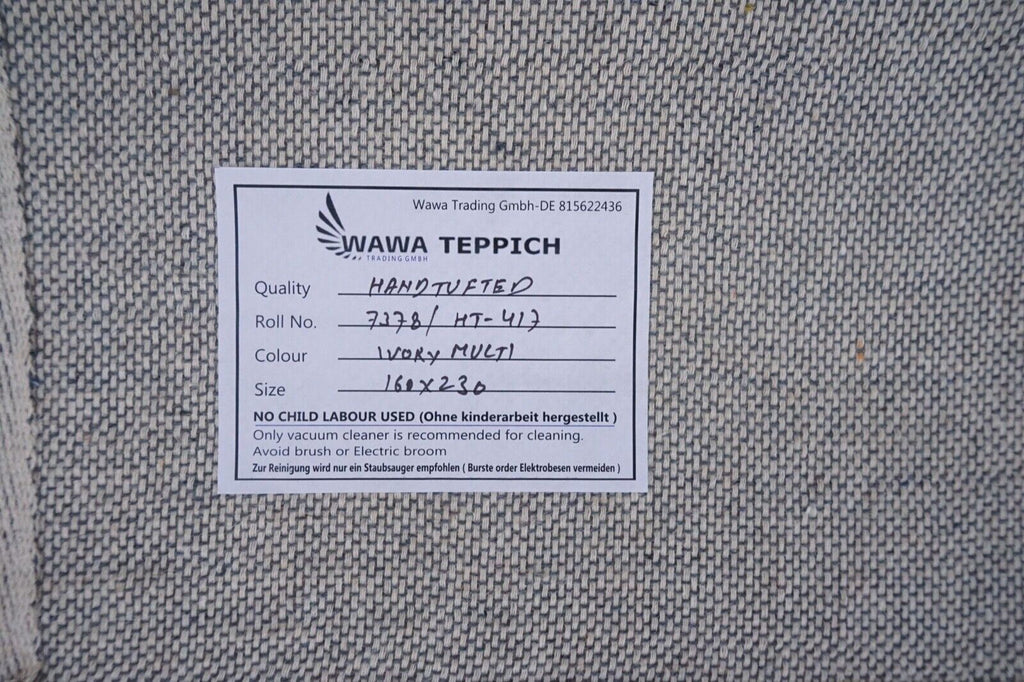 Wawa Trading Gmbh-DE 815622436
WAWA TEPPICH
TRADING GMBH
Quality HANDTUFTED
Roll No. 7378/ HT-417
Colour IVORY MULTI
Size 160X230
NO CHILD LABOUR USED (Ohne kinderarbeit hergestellt )
Only vacuum cleaner is recommended for cleaning.
Avoid brush or Electric broom
Zur Reinigung wird nur ein Staubsauger empfohlen ( Burste order Elektrobesen vermeiden )